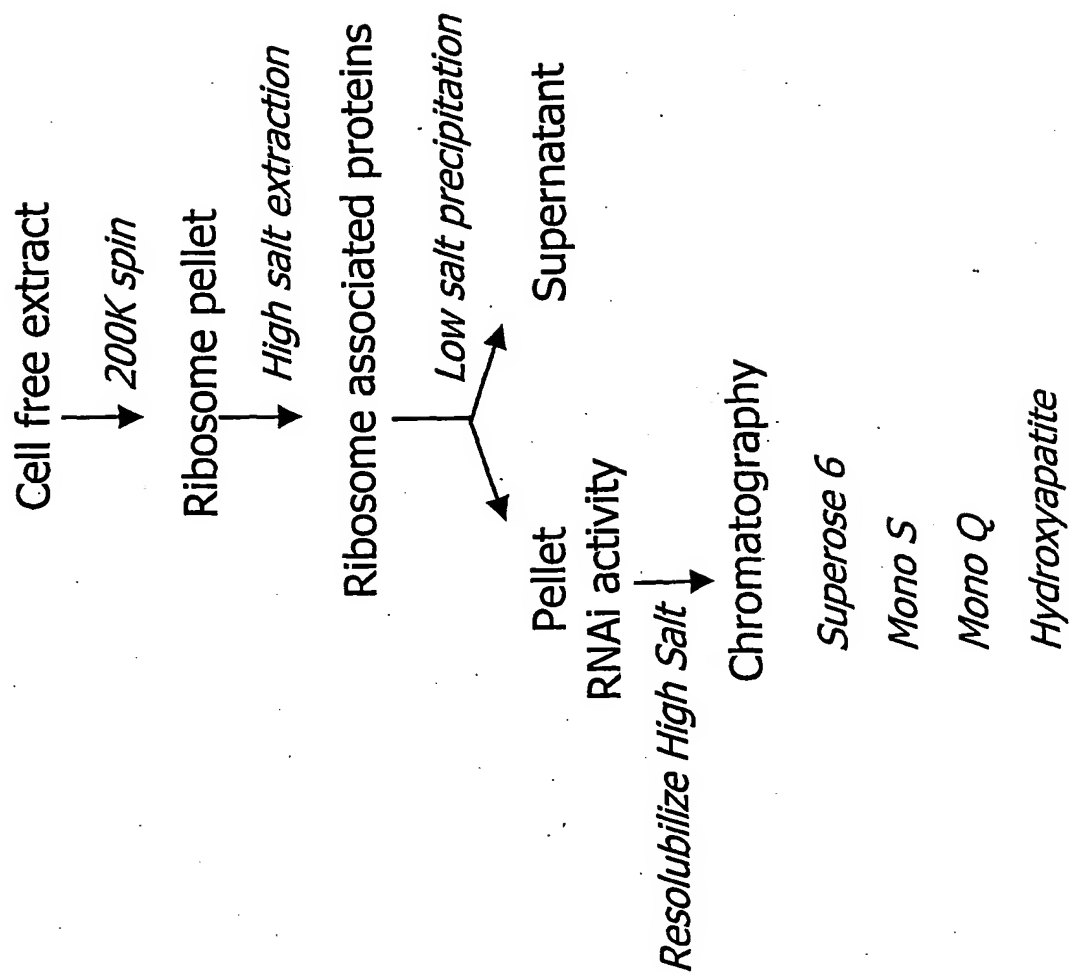 Cell free extract
200K spin
Ribosome pellet
High salt extraction
Ribosome associated proteins
Low salt precipitation
Pellet
RNAi activity
Supernatant
Resolubilize High Salt
Chromatography
Superose 6
Mono S
Mono Q
Hydroxyapatite